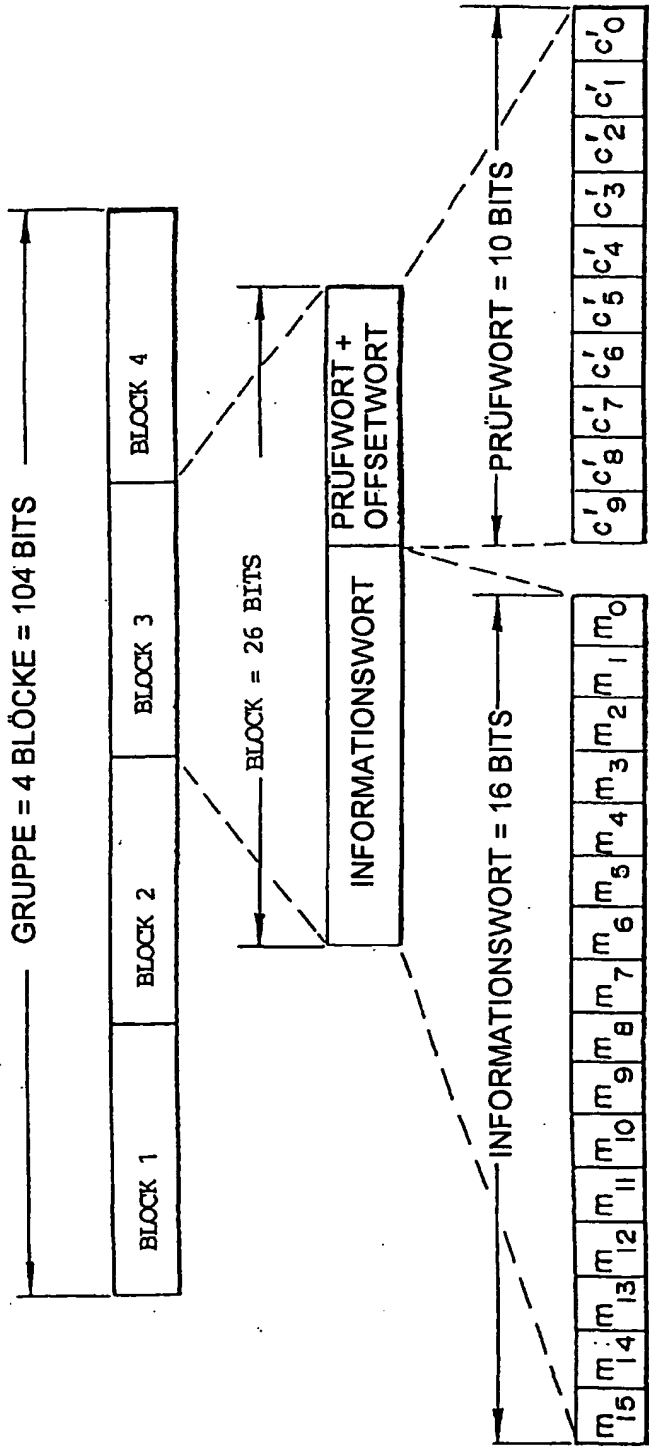 GRUPPE = 4 BLÖCKE = 104 BITS
BLOCK 1 BLOCK 2 BLOCK 3 BLOCK 4
BLOCK = 26 BITS
INFORMATIONSWORT
PRÜFWORT +
OFFSETWORT
INFORMATIONSWORT = 16 BITS
PRÜFWORT = 10 BITS
m15 m14 m13 m12 m11 m10 m9 m8 m7 m6 m5 m4 m3 m2 m1 m0
c'9 c'8 c'7 c'6 c'5 c'4 c'3 c'2 c'1 c'0